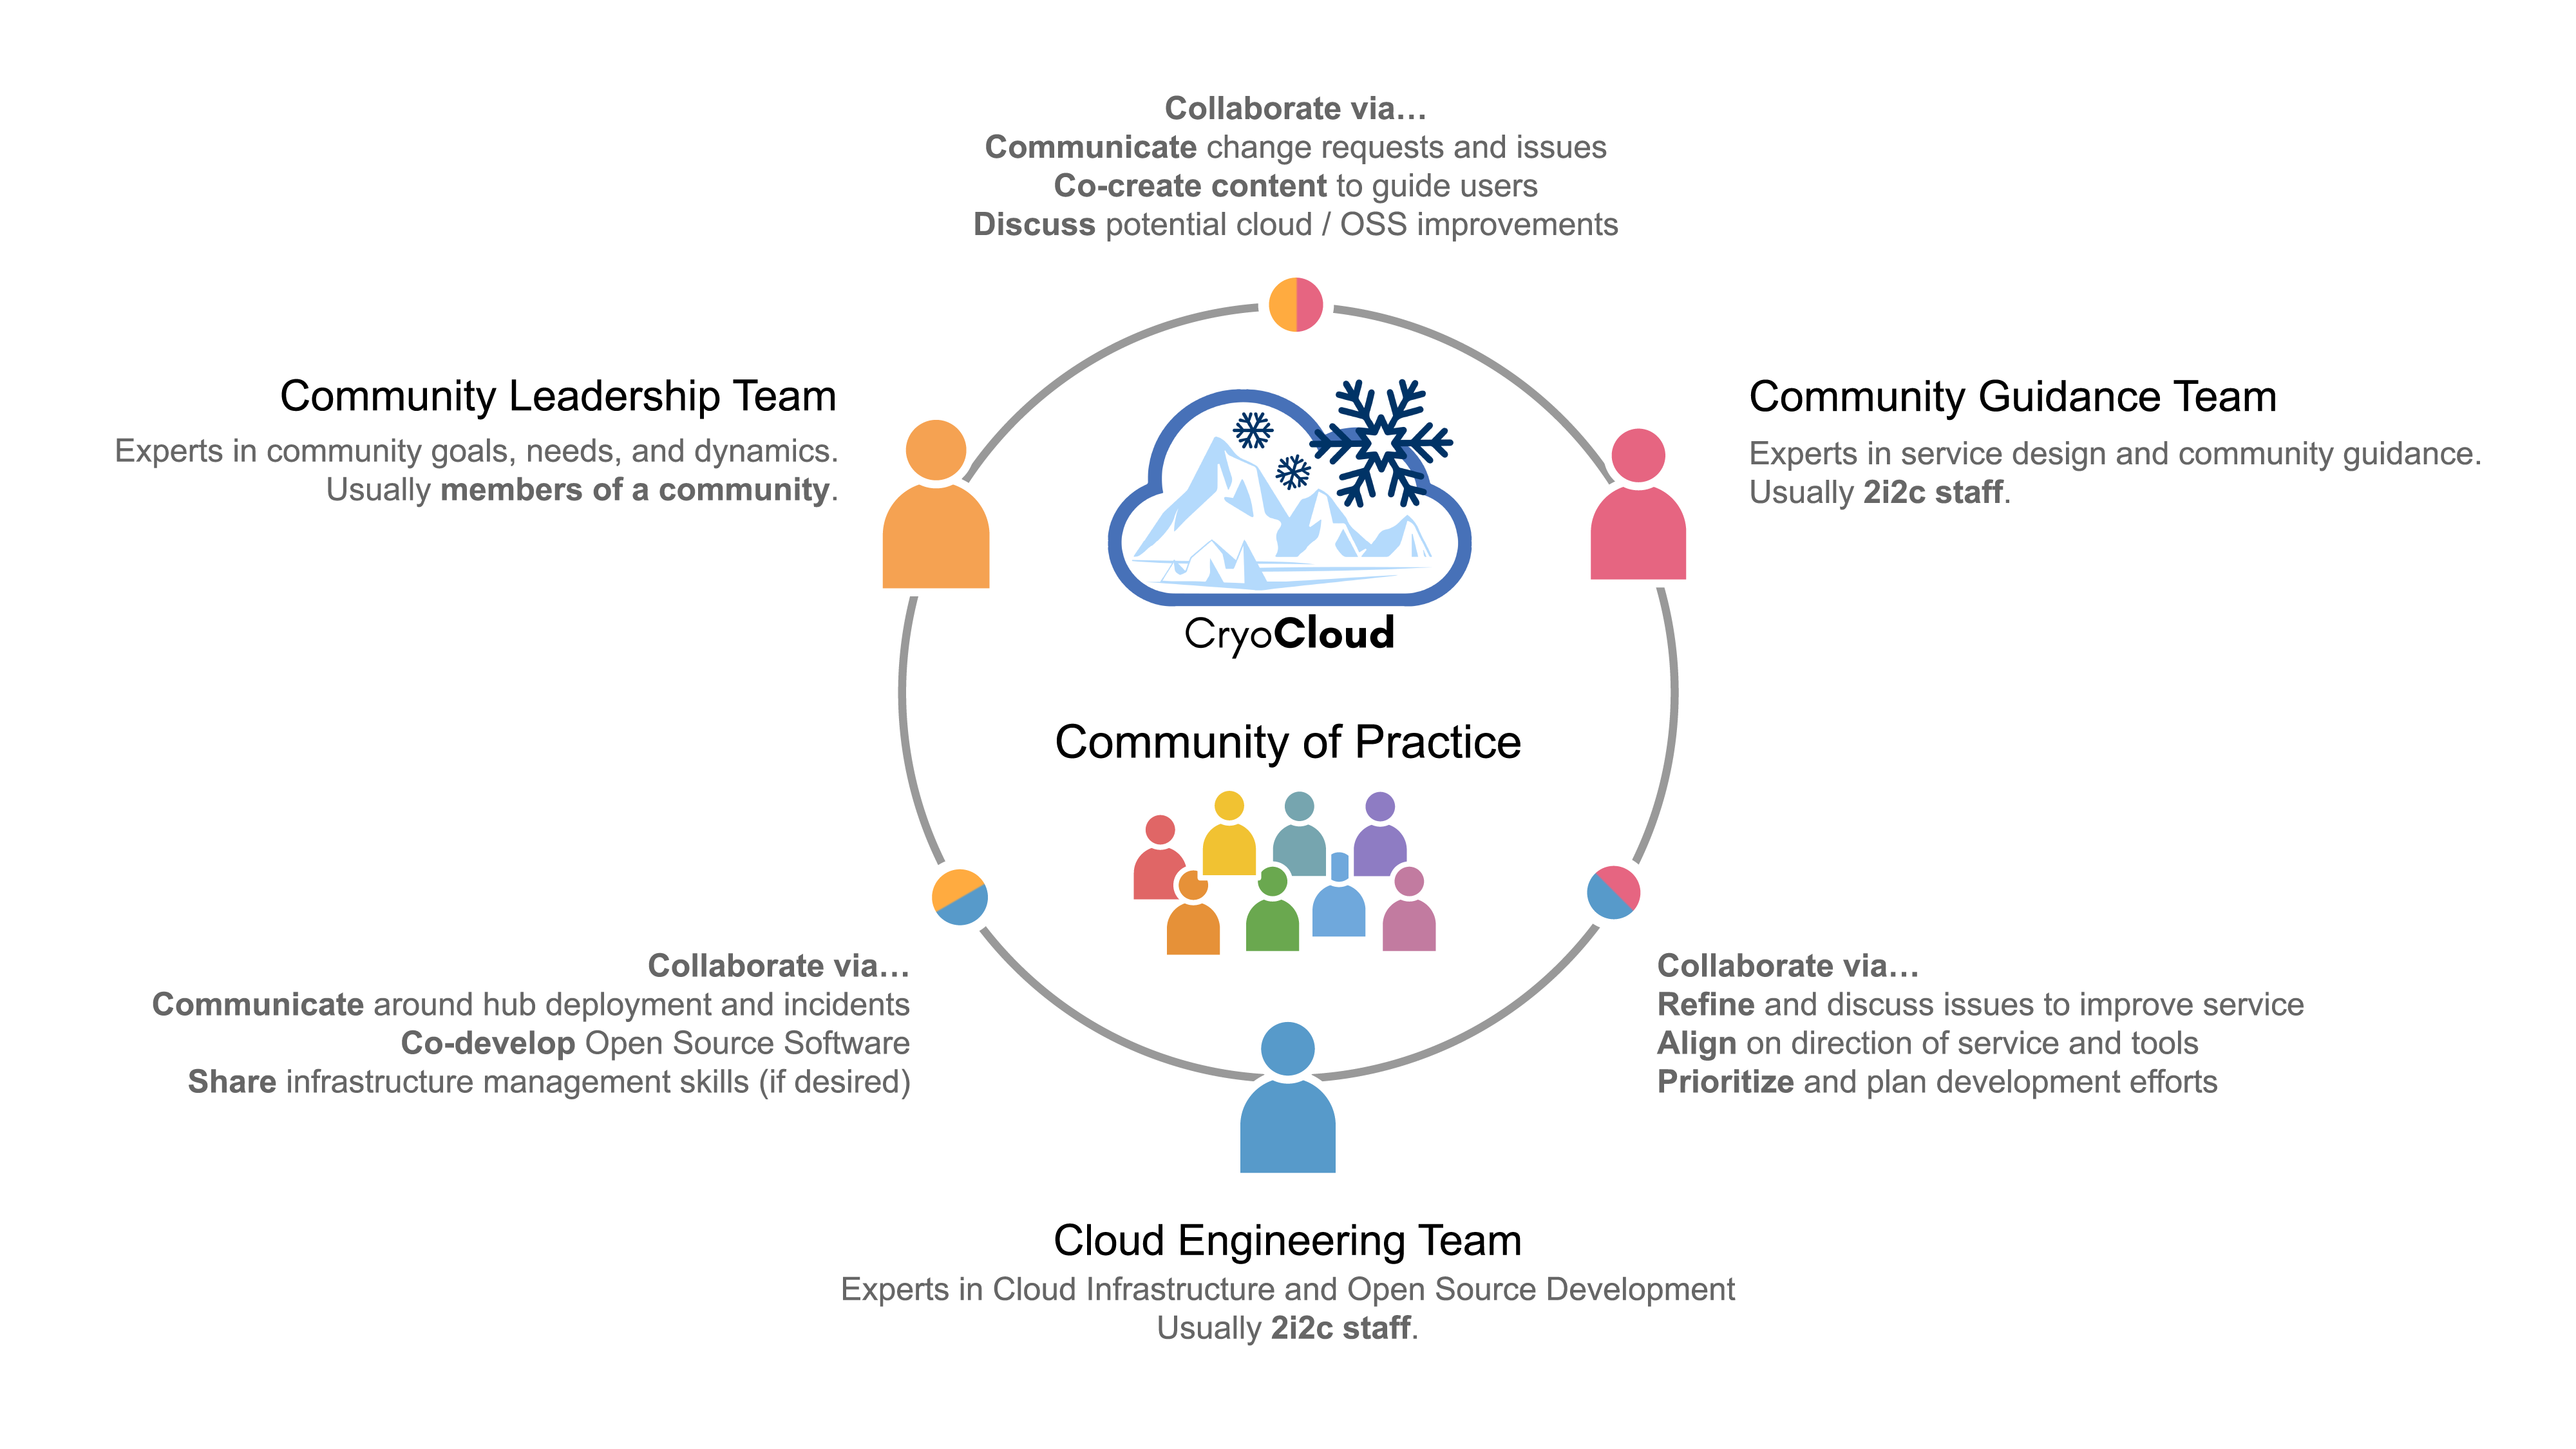 Collaborate via…
Communicate change requests and issues
Co-create content to guide users
Discuss potential cloud / OSS improvements
Community Leadership Team
Experts in community goals, needs, and dynamics.
Usually members of a community.
Community Guidance Team
Experts in service design and community guidance.
Usually 2i2c staff.
CryoCloud
Community of Practice
Collaborate via…
Communicate around hub deployment and incidents
Co-develop Open Source Software
Share infrastructure management skills (if desired)
Collaborate via…
Refine and discuss issues to improve service
Align on direction of service and tools
Prioritize and plan development efforts
Cloud Engineering Team
Experts in Cloud Infrastructure and Open Source Development
Usually 2i2c staff.